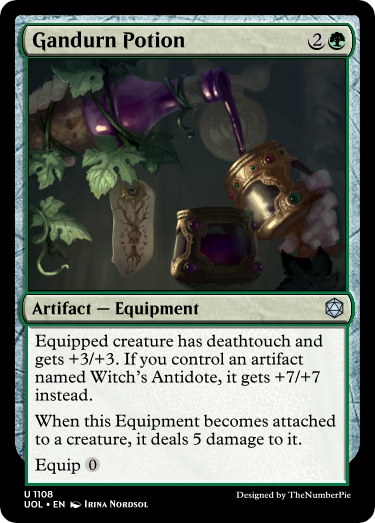 Gandurn Potion 2
Artifact — Equipment
Equipped creature has deathtouch and
gets +3/+3. If you control an artifact
named Witch's Antidote, it gets +7/+7
instead.
When this Equipment becomes attached
to a creature, it deals 5 damage to it.
Equip 0
U 1108
UOL • EN Irina Nordsol
Designed by TheNumberPie